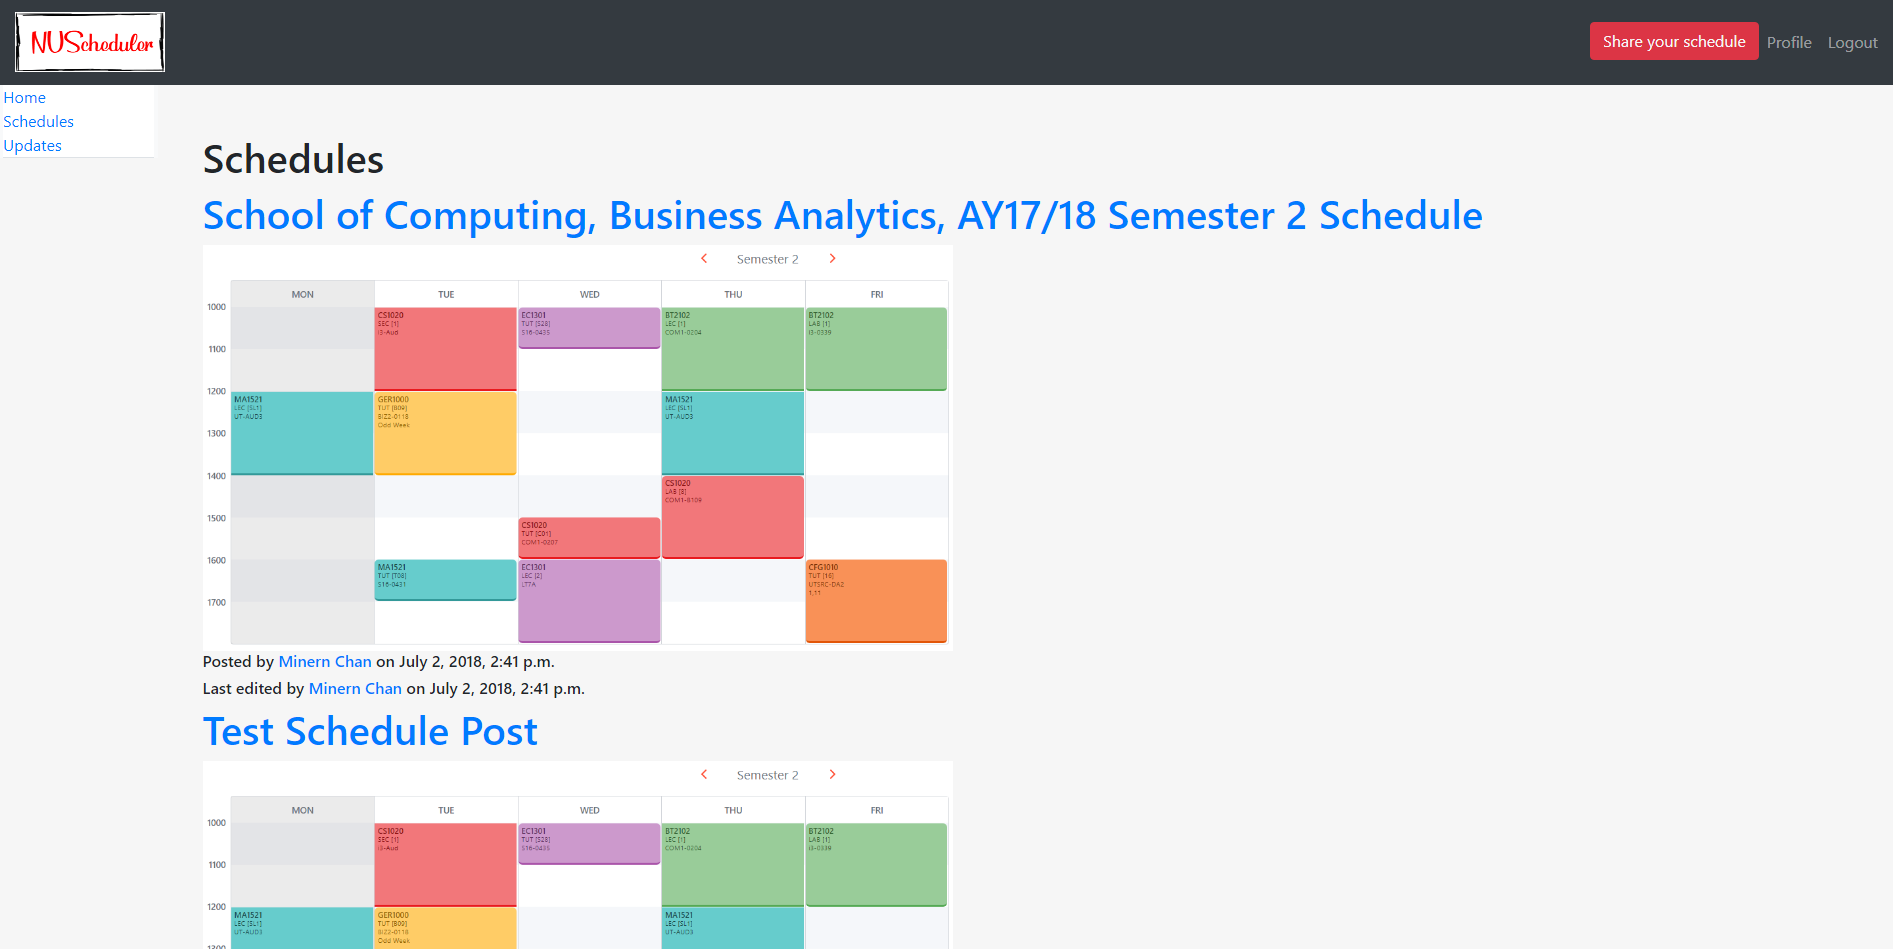 NUScheduler
Share your schedule
Profile
Logout
Home
Schedules
Updates
Schedules
School of Computing, Business Analytics, AY17/18 Semester 2 Schedule
Semester 2
MON TUE WED THU FRI
1000
CS1020
SEC [1]
I3-Aud
EC1301
TUT [S28]
S16-0435
BT2102
LEC [1]
COM1-0204
BT2102
LAB [1]
I3-0339
1100
1200
MA1521
LEC [SL1]
UT-AUD3
GER1000
TUT [B09]
BIZ2-0118
Odd Week
MA1521
LEC [SL1]
UT-AUD3
1300
1400
CS1020
LAB [8]
COM1-B109
1500
CS1020
TUT [C01]
COM1-0207
1600
MA1521
TUT [T08]
S16-0431
EC1301
LEC [2]
LT7A
CFG1010
TUT [16]
UTSRC-DA2
1,11
1700
Posted by Minern Chan on July 2, 2018, 2:41 p.m.
Last edited by Minern Chan on July 2, 2018, 2:41 p.m.
Test Schedule Post
Semester 2
MON TUE WED THU FRI
1000
CS1020
SEC [1]
I3-Aud
EC1301
TUT [S28]
S16-0435
BT2102
LEC [1]
COM1-0204
BT2102
LAB [1]
I3-0339
1100
1200
MA1521
LEC [SL1]
UT-AUD3
GER1000
TUT [B09]
BIZ2-0118
Odd Week
MA1521
LEC [SL1]
UT-AUD3
1300